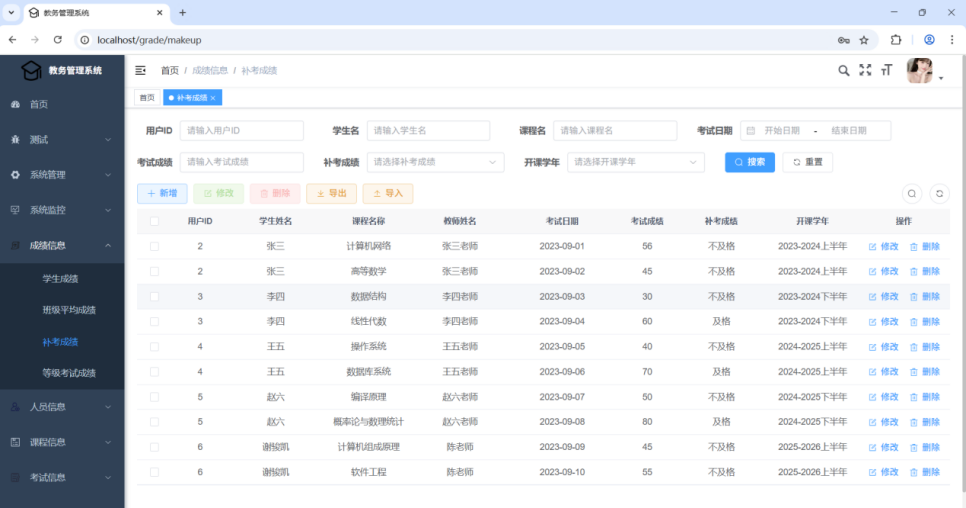 教务管理系统
localhost/grade/makeup
教务管理系统
首页 / 成绩信息 / 补考成绩
首页 补考成绩
首页
测试
系统管理
系统监控
成绩信息
学生成绩
班级平均成绩
补考成绩
等级考试成绩
人员信息
课程信息
考试信息
用户ID 请输入用户ID 学生名 请输入学生名 课程名 请输入课程名 考试日期 开始日期 - 结束日期
考试成绩 请输入考试成绩 补考成绩 请选择补考成绩 开课学年 请选择开课学年 搜索 重置
新增 修改 删除 导出 导入
用户ID 学生姓名 课程名称 教师姓名 考试日期 考试成绩 补考成绩 开课学年 操作
2 张三 计算机网络 张三老师 2023-09-01 56 不及格 2023-2024上半年 修改 删除
2 张三 高等数学 张三老师 2023-09-02 45 不及格 2023-2024上半年 修改 删除
3 李四 数据结构 李四老师 2023-09-03 30 不及格 2023-2024下半年 修改 删除
3 李四 线性代数 李四老师 2023-09-04 60 及格 2023-2024下半年 修改 删除
4 王五 操作系统 王五老师 2023-09-05 40 不及格 2024-2025上半年 修改 删除
4 王五 数据库系统 王五老师 2023-09-06 70 及格 2024-2025上半年 修改 删除
5 赵六 编译原理 赵六老师 2023-09-07 50 不及格 2024-2025下半年 修改 删除
5 赵六 概率论与数理统计 赵六老师 2023-09-08 80 及格 2024-2025下半年 修改 删除
6 谢骏凯 计算机组成原理 陈老师 2023-09-09 45 不及格 2025-2026上半年 修改 删除
6 谢骏凯 软件工程 陈老师 2023-09-10 55 不及格 2025-2026上半年 修改 删除